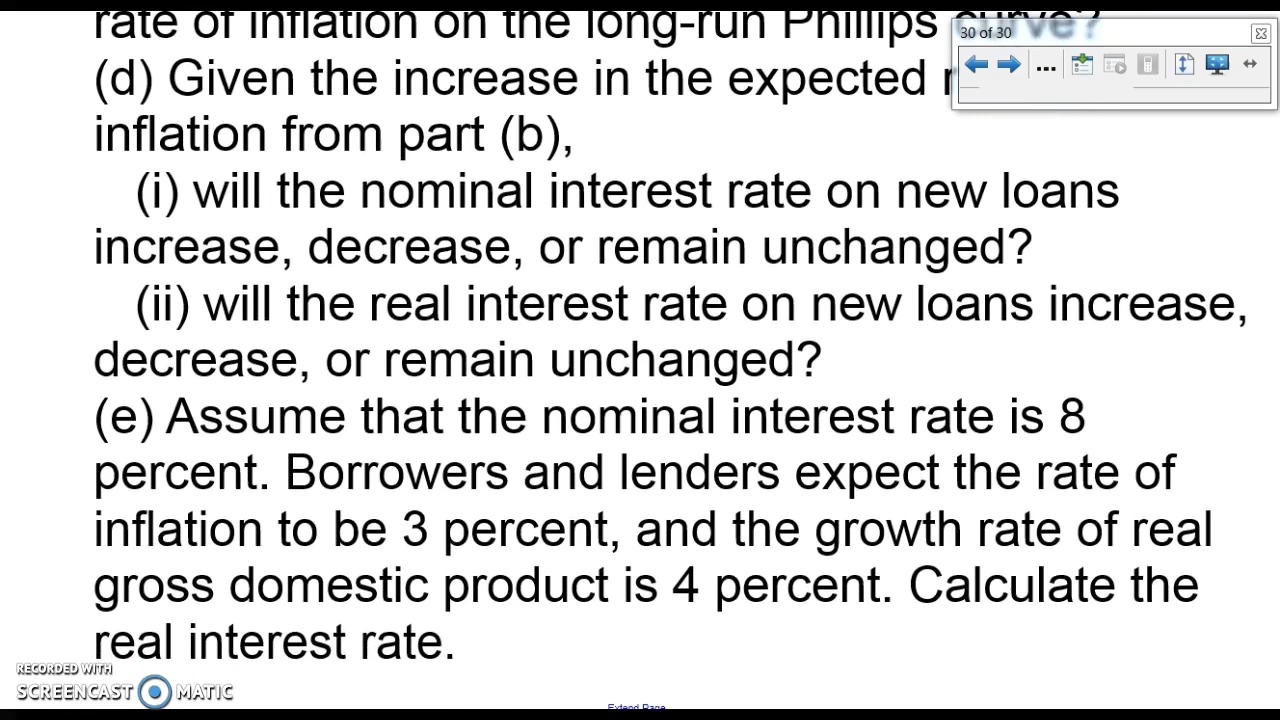 rate of inflation on the long-run Phillips curve?
30 of 30
(d) Given the increase in the expected
inflation from part (b),
(i) will the nominal interest rate on new loans
increase, decrease, or remain unchanged?
(ii) will the real interest rate on new loans increase,
decrease, or remain unchanged?
(e) Assume that the nominal interest rate is 8
percent. Borrowers and lenders expect the rate of
inflation to be 3 percent, and the growth rate of real
gross domestic product is 4 percent. Calculate the
real interest rate.
RECORDED WITH
SCREENCAST MATIC
Extend Page